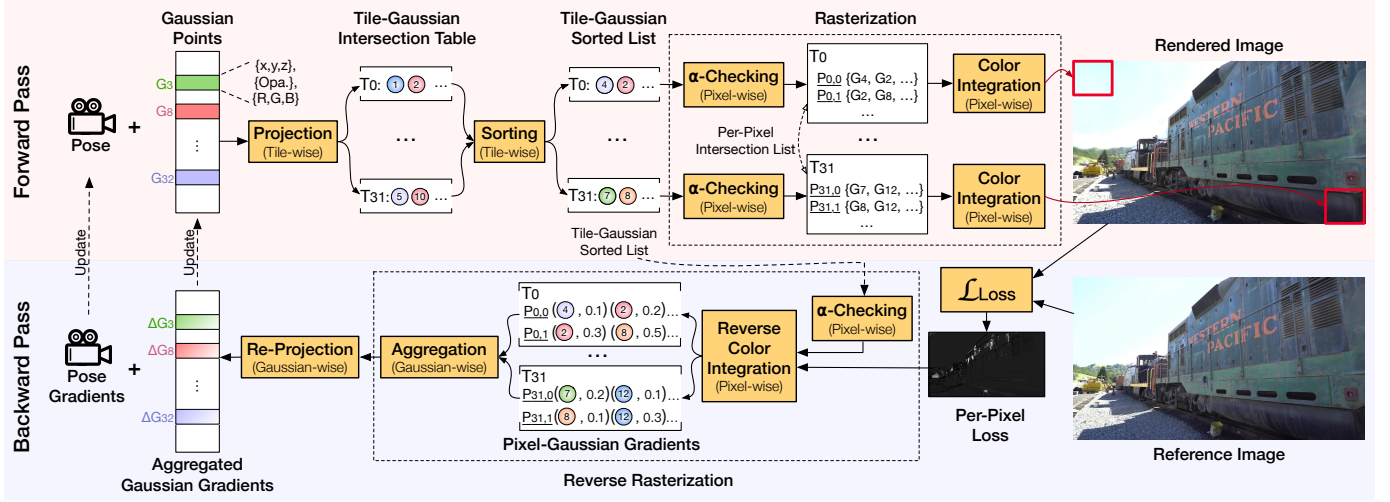 Forward Pass
Gaussian
Points
Tile-Gaussian
Intersection Table
Tile-Gaussian
Sorted List
Rasterization
Rendered Image
G3
G8
⋮
G32
{x,y,z},
{Opa.},
{R,G,B}
Pose
+
Projection
(Tile-wise)
T0: 1 2 ...
...
T31: 5 10 ...
Sorting
(Tile-wise)
T0: 4 2 ...
...
T31: 7 8 ...
α-Checking
(Pixel-wise)
T0
P0,0 {G4, G2, ...}
P0,1 {G2, G8, ...}
...
Color
Integration
(Pixel-wise)
Per-Pixel
Intersection List
α-Checking
(Pixel-wise)
T31
P31,0 {G7, G12, ...}
P31,1 {G8, G12, ...}
...
Color
Integration
(Pixel-wise)
WESTERN
PACIFIC
Update
Update
Tile-Gaussian
Sorted List
Backward Pass
Pose
Gradients
+
ΔG3
ΔG8
⋮
ΔG32
Aggregated
Gaussian Gradients
Re-Projection
(Gaussian-wise)
Aggregation
(Gaussian-wise)
T0
P0,0 (4, 0.1)(2, 0.2)...
P0,1 (2, 0.3)(8, 0.5)...
...
T31
P31,0(7, 0.2)(12, 0.1)...
P31,1(8, 0.1)(12, 0.3)...
Pixel-Gaussian Gradients
Reverse
Color
Integration
(Pixel-wise)
α-Checking
(Pixel-wise)
Reverse Rasterization
ℒLoss
Per-Pixel
Loss
WESTERN
PACIFIC
Reference Image